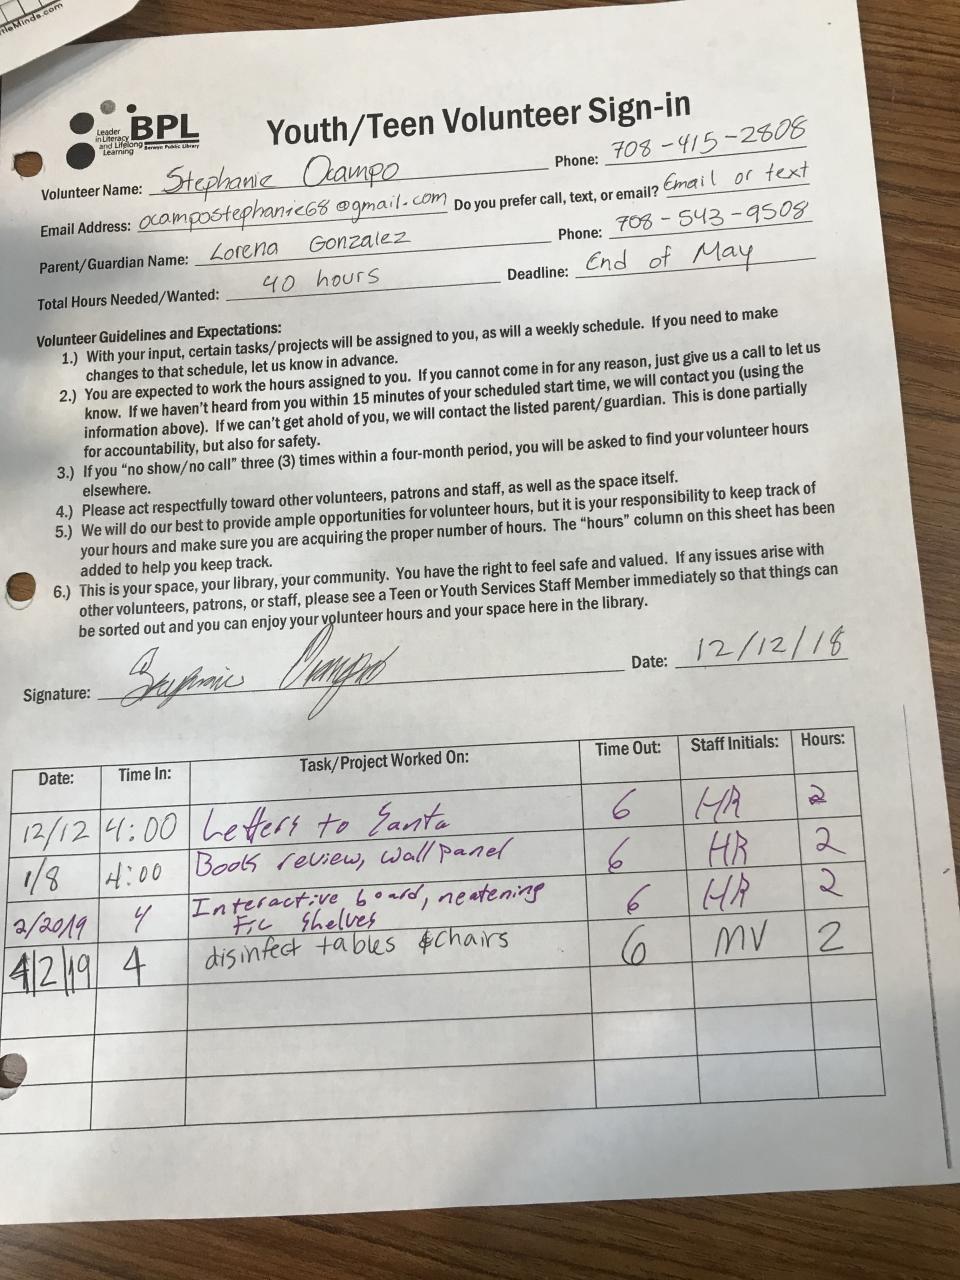 tleMinds.com
Leader
in Literacy
and Lifelong
Learning
BPL
Berwyn Public Library
Youth/Teen Volunteer Sign-in
Volunteer Name: Stephanie Ocampo Phone: 708-415-2808
Email Address: ocampostephanie68@gmail.com Do you prefer call, text, or email? Email or text
Parent/Guardian Name: Lorena Gonzalez Phone: 708-543-9508
Total Hours Needed/Wanted: 40 hours Deadline: End of May
Volunteer Guidelines and Expectations:
1.) With your input, certain tasks/projects will be assigned to you, as will a weekly schedule. If you need to make
changes to that schedule, let us know in advance.
2.) You are expected to work the hours assigned to you. If you cannot come in for any reason, just give us a call to let us
know. If we haven't heard from you within 15 minutes of your scheduled start time, we will contact you (using the
information above). If we can't get ahold of you, we will contact the listed parent/guardian. This is done partially
for accountability, but also for safety.
3.) If you "no show/no call" three (3) times within a four-month period, you will be asked to find your volunteer hours
elsewhere.
4.) Please act respectfully toward other volunteers, patrons and staff, as well as the space itself.
5.) We will do our best to provide ample opportunities for volunteer hours, but it is your responsibility to keep track of
your hours and make sure you are acquiring the proper number of hours. The "hours" column on this sheet has been
added to help you keep track.
6.) This is your space, your library, your community. You have the right to feel safe and valued. If any issues arise with
other volunteers, patrons, or staff, please see a Teen or Youth Services Staff Member immediately so that things can
be sorted out and you can enjoy your volunteer hours and your space here in the library.
Signature: Stephanie Ocampo Date: 12/12/18
Date: Time In: Task/Project Worked On: Time Out: Staff Initials: Hours:
12/12 4:00 Letters to Santa 6 HR 2
1/8 4:00 Book review, wall panel 6 HR 2
2/2019 4 Interactive board, neatening 6 HR 2
Fic shelves
4/2/19 4 disinfect tables & chairs 6 MV 2